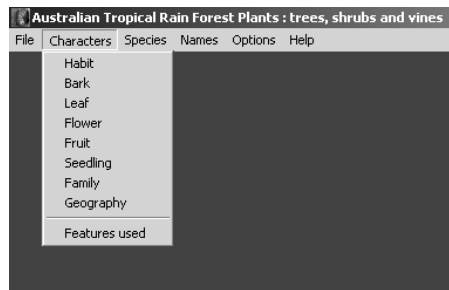 Australian Tropical Rain Forest Plants : trees, shrubs and vines
File Characters Species Names Options Help
Habit
Bark
Leaf
Flower
Fruit
Seedling
Family
Geography
Features used